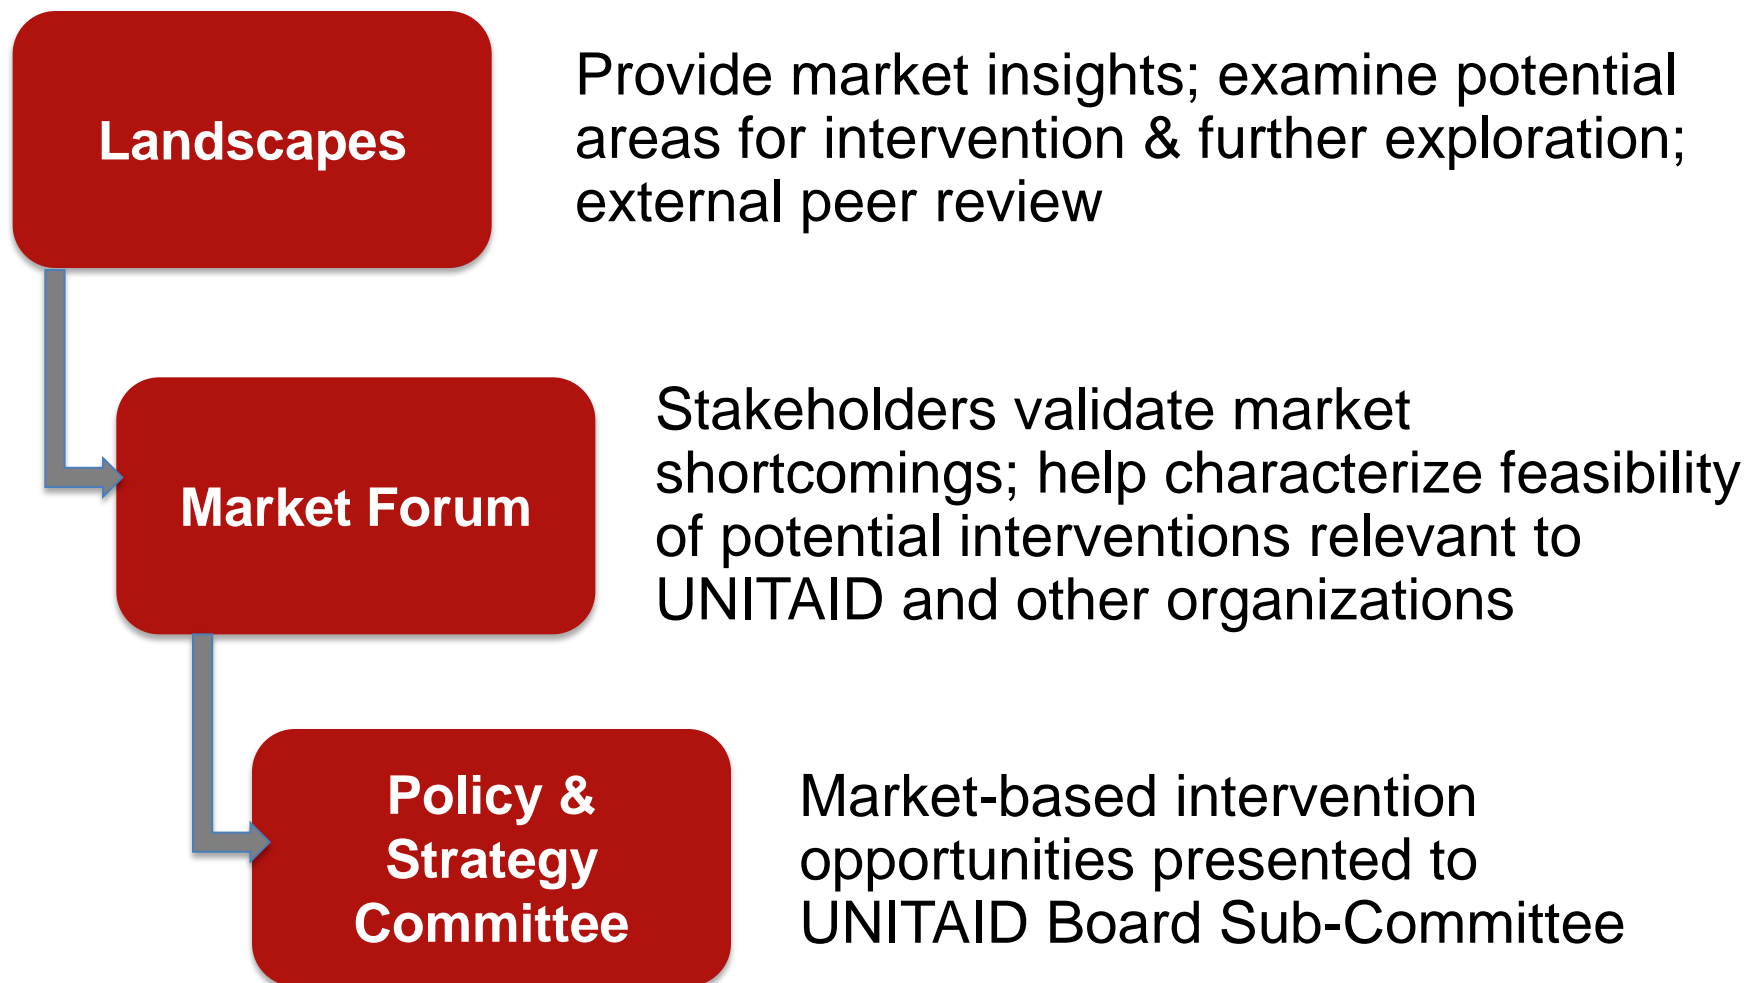 Landscapes
Provide market insights; examine potential
areas for intervention & further exploration;
external peer review
Market Forum
Stakeholders validate market
shortcomings; help characterize feasibility
of potential interventions relevant to
UNITAID and other organizations
Policy &
Strategy
Committee
Market-based intervention
opportunities presented to
UNITAID Board Sub-Committee